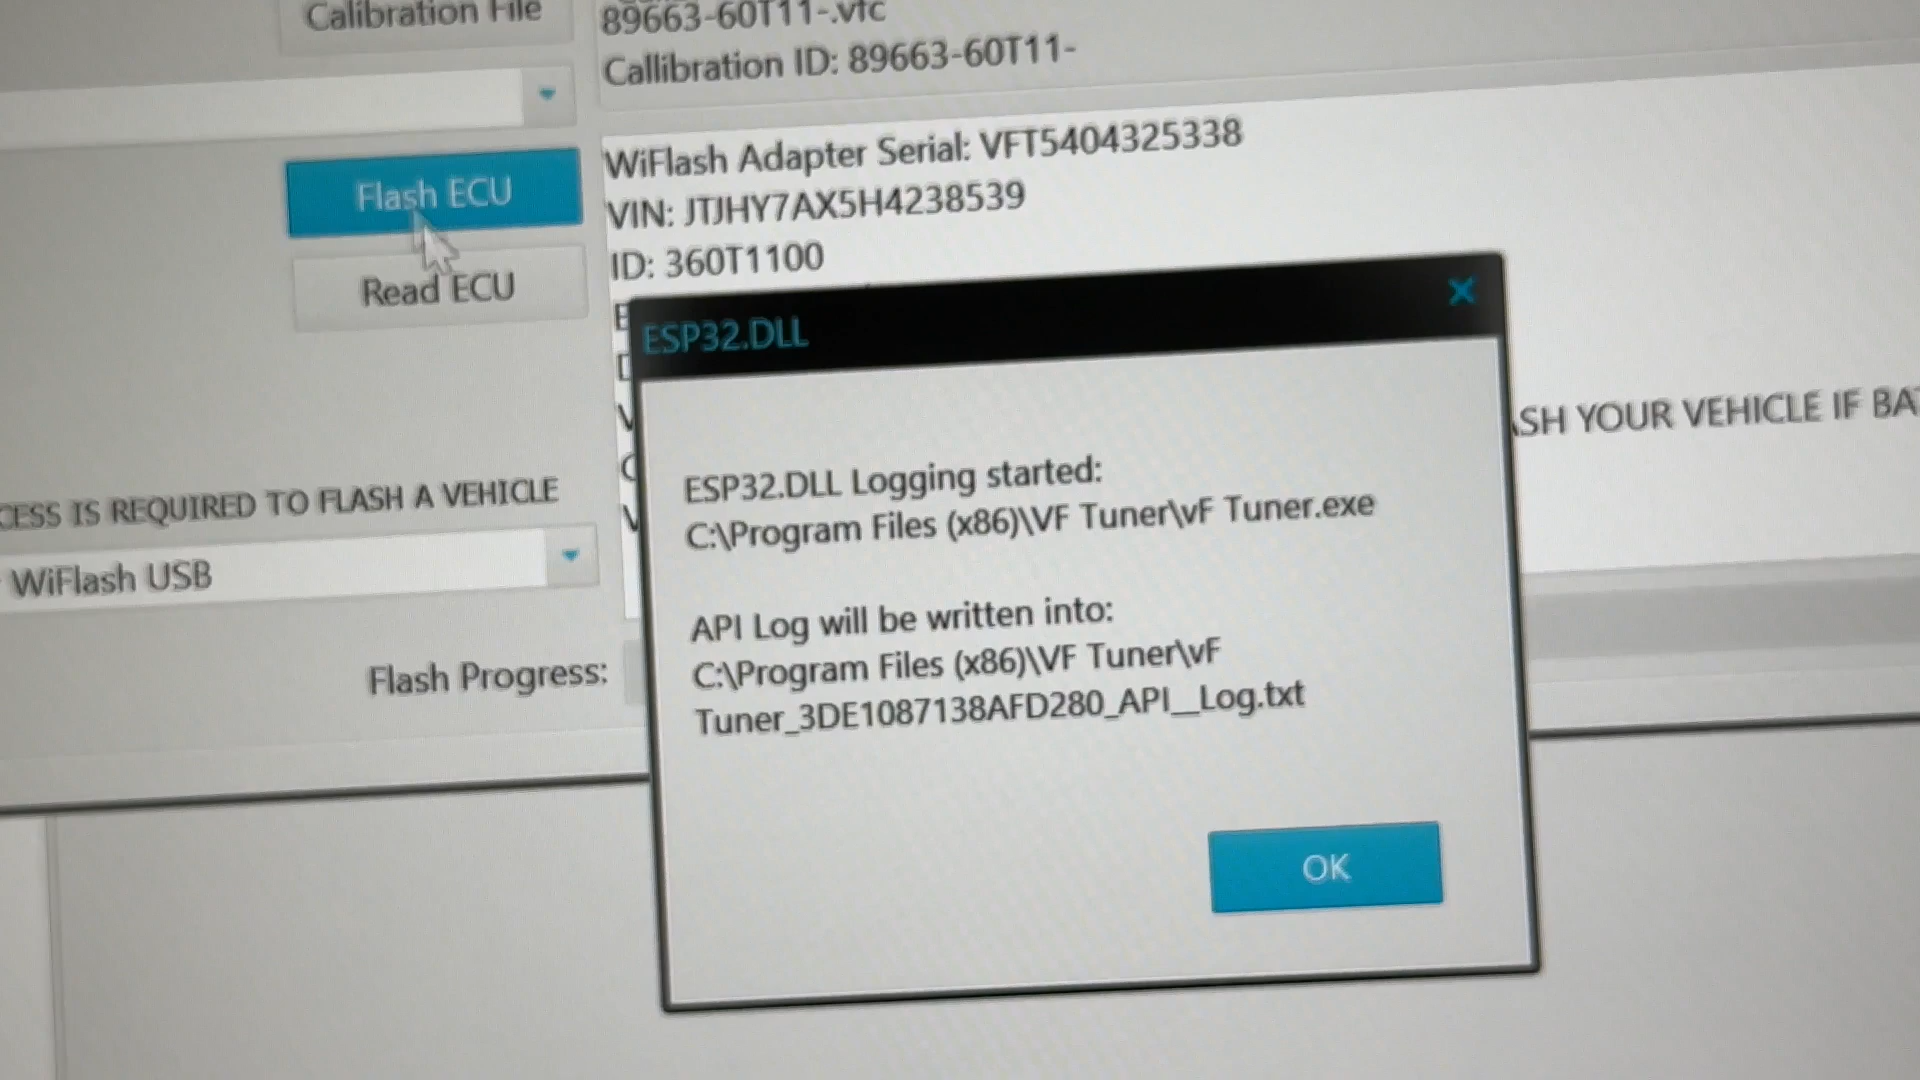 Calibration File
89663-60T11-.vfc
Callibration ID: 89663-60T11-
Flash ECU
Read ECU
WiFlash Adapter Serial: VFT5404325338
VIN: JTJHY7AX5H4238539
ID: 360T1100
ASH YOUR VEHICLE IF BAT
CESS IS REQUIRED TO FLASH A VEHICLE
WiFlash USB
Flash Progress:
ESP32.DLL
ESP32.DLL Logging started:
C:\Program Files (x86)\VF Tuner\vF Tuner.exe
API Log will be written into:
C:\Program Files (x86)\VF Tuner\vF
Tuner_3DE1087138AFD280_API__Log.txt
OK